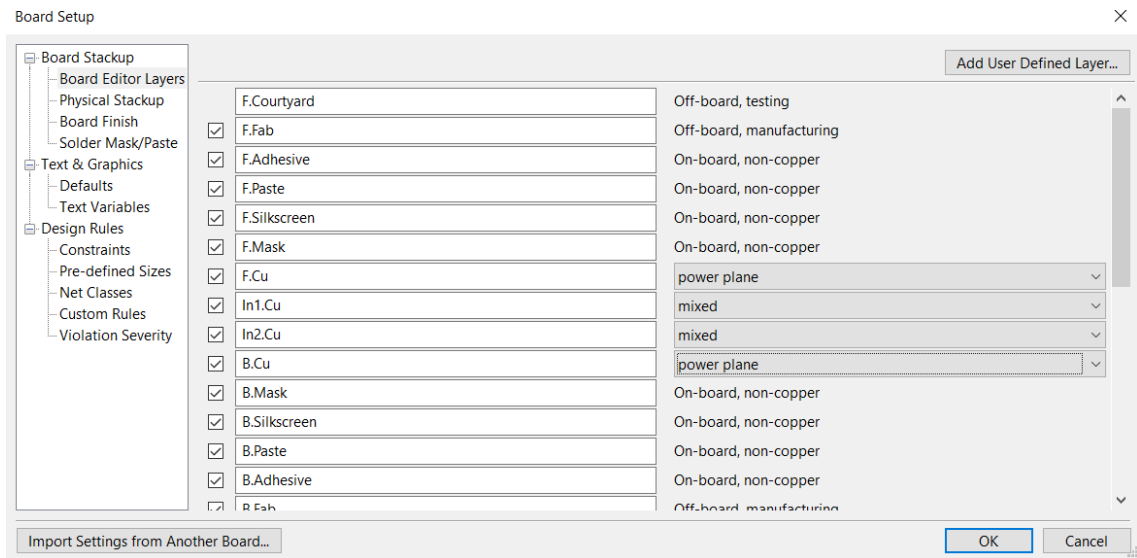 Board Setup
Board Stackup
Board Editor Layers
Physical Stackup
Board Finish
Solder Mask/Paste
Text & Graphics
Defaults
Text Variables
Design Rules
Constraints
Pre-defined Sizes
Net Classes
Custom Rules
Violation Severity
Add User Defined Layer...
F.Courtyard Off-board, testing
F.Fab Off-board, manufacturing
F.Adhesive On-board, non-copper
F.Paste On-board, non-copper
F.Silkscreen On-board, non-copper
F.Mask On-board, non-copper
F.Cu power plane
In1.Cu mixed
In2.Cu mixed
B.Cu power plane
B.Mask On-board, non-copper
B.Silkscreen On-board, non-copper
B.Paste On-board, non-copper
B.Adhesive On-board, non-copper
B.Fab Off-board, manufacturing
Import Settings from Another Board...
OK Cancel